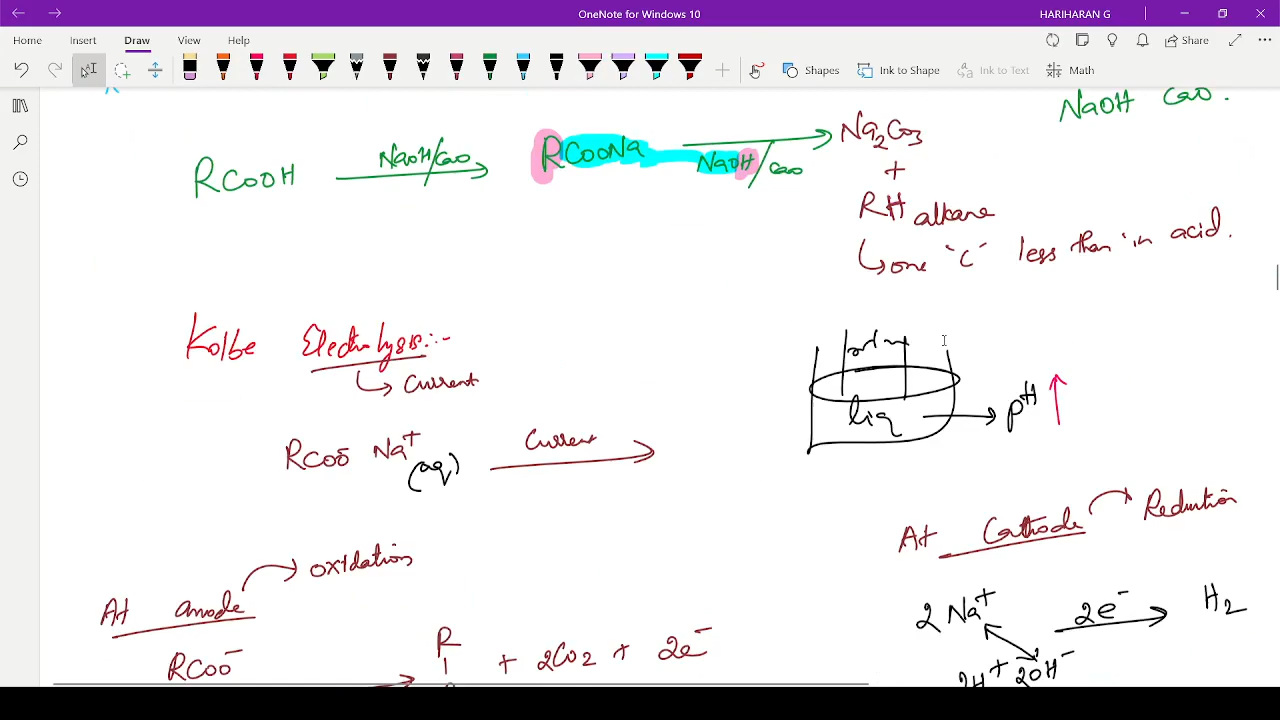 OneNote for Windows 10
HARIHARAN G
Home Insert Draw View Help
Share
Shapes Ink to Shape Ink to Text Math
NaOH CaO.
RCOOH NaOH/CaO RCOONa NaOH/CaO Na2CO3
+
RH alkane
one "C" less than in acid.
Kolbe Electrolysis:-
Current
liq pH
RCOO- Na+ (aq) Current
At Cathode Reduction
At anode oxidation
2Na+ 2e- H2
2H+ 2OH-
RCOO- R + 2CO2 + 2e-